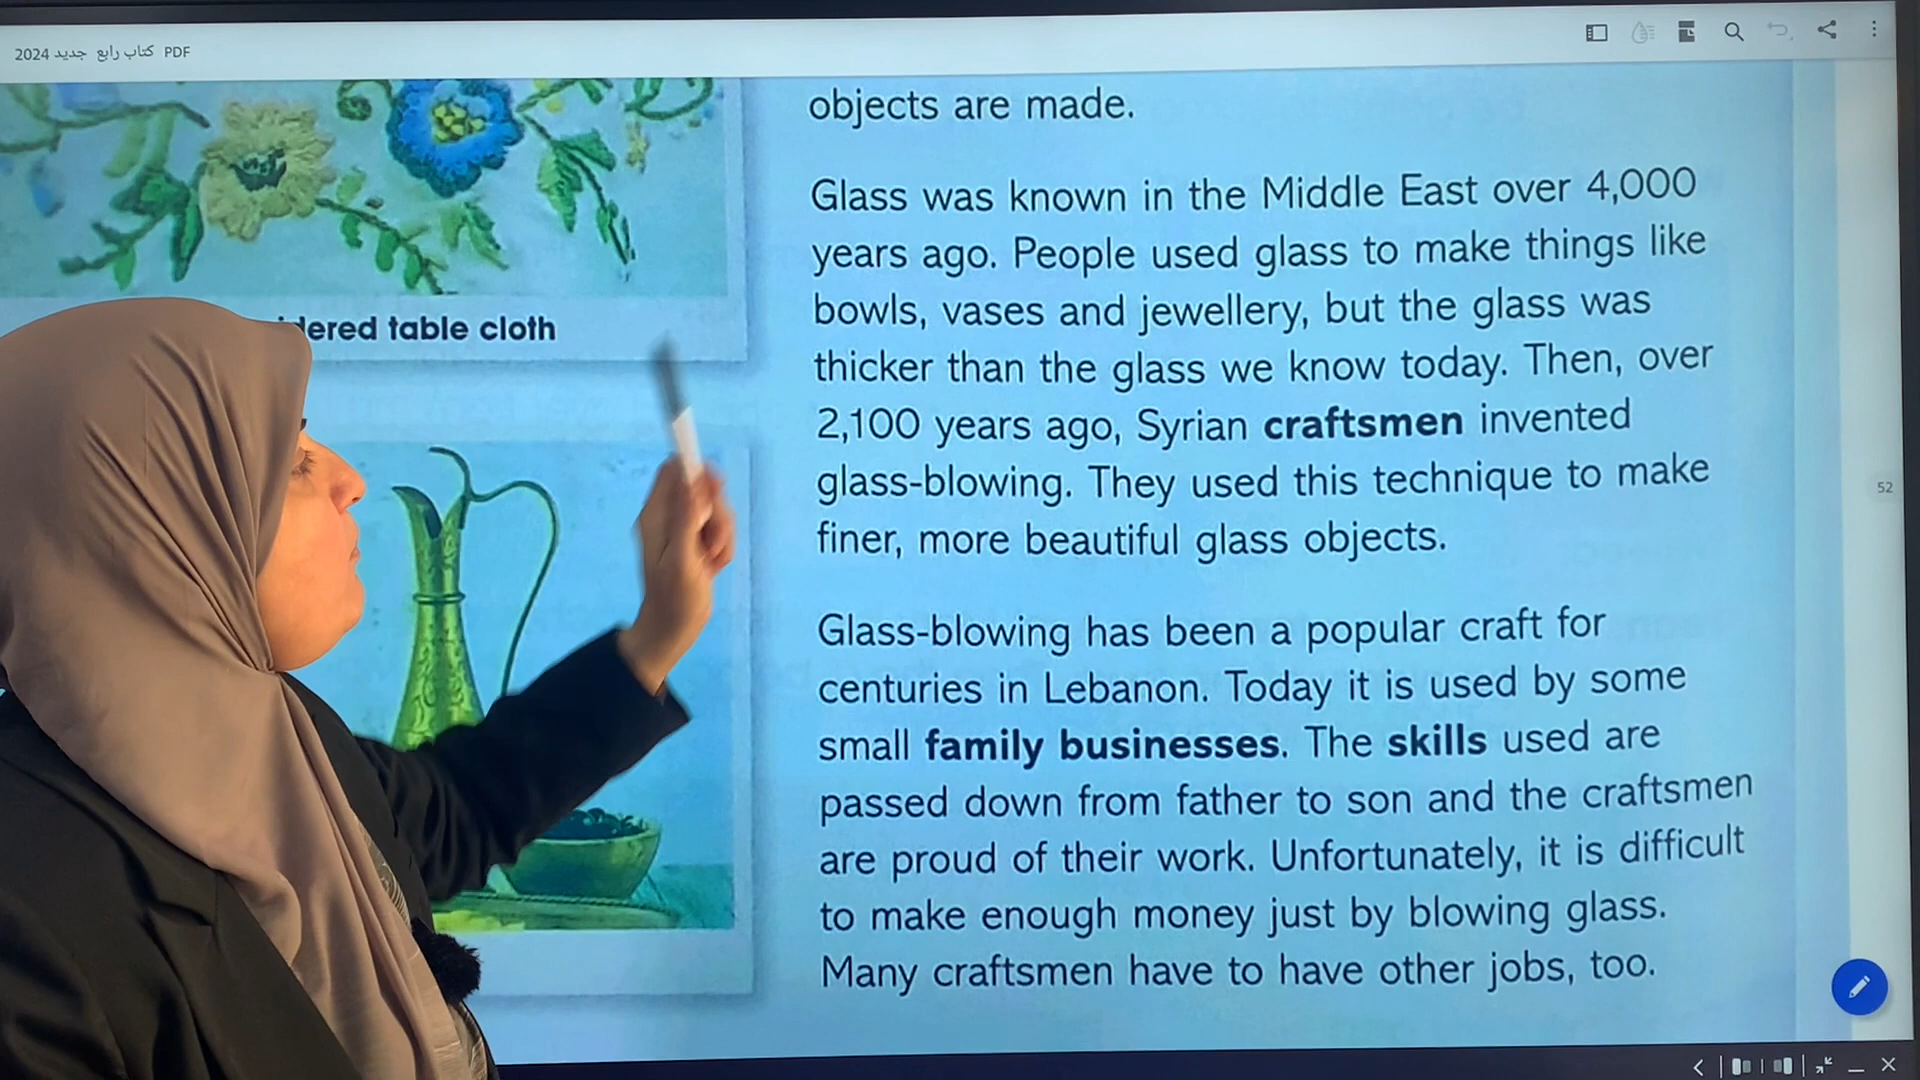 2024 كتاب رابع جديد PDF
objects are made.
Glass was known in the Middle East over 4,000
years ago. People used glass to make things like
bowls, vases and jewellery, but the glass was
thicker than the glass we know today. Then, over
2,100 years ago, Syrian craftsmen invented
glass-blowing. They used this technique to make
finer, more beautiful glass objects.
Glass-blowing has been a popular craft for
centuries in Lebanon. Today it is used by some
small family businesses. The skills used are
passed down from father to son and the craftsmen
are proud of their work. Unfortunately, it is difficult
to make enough money just by blowing glass.
Many craftsmen have to have other jobs, too.
table cloth
52